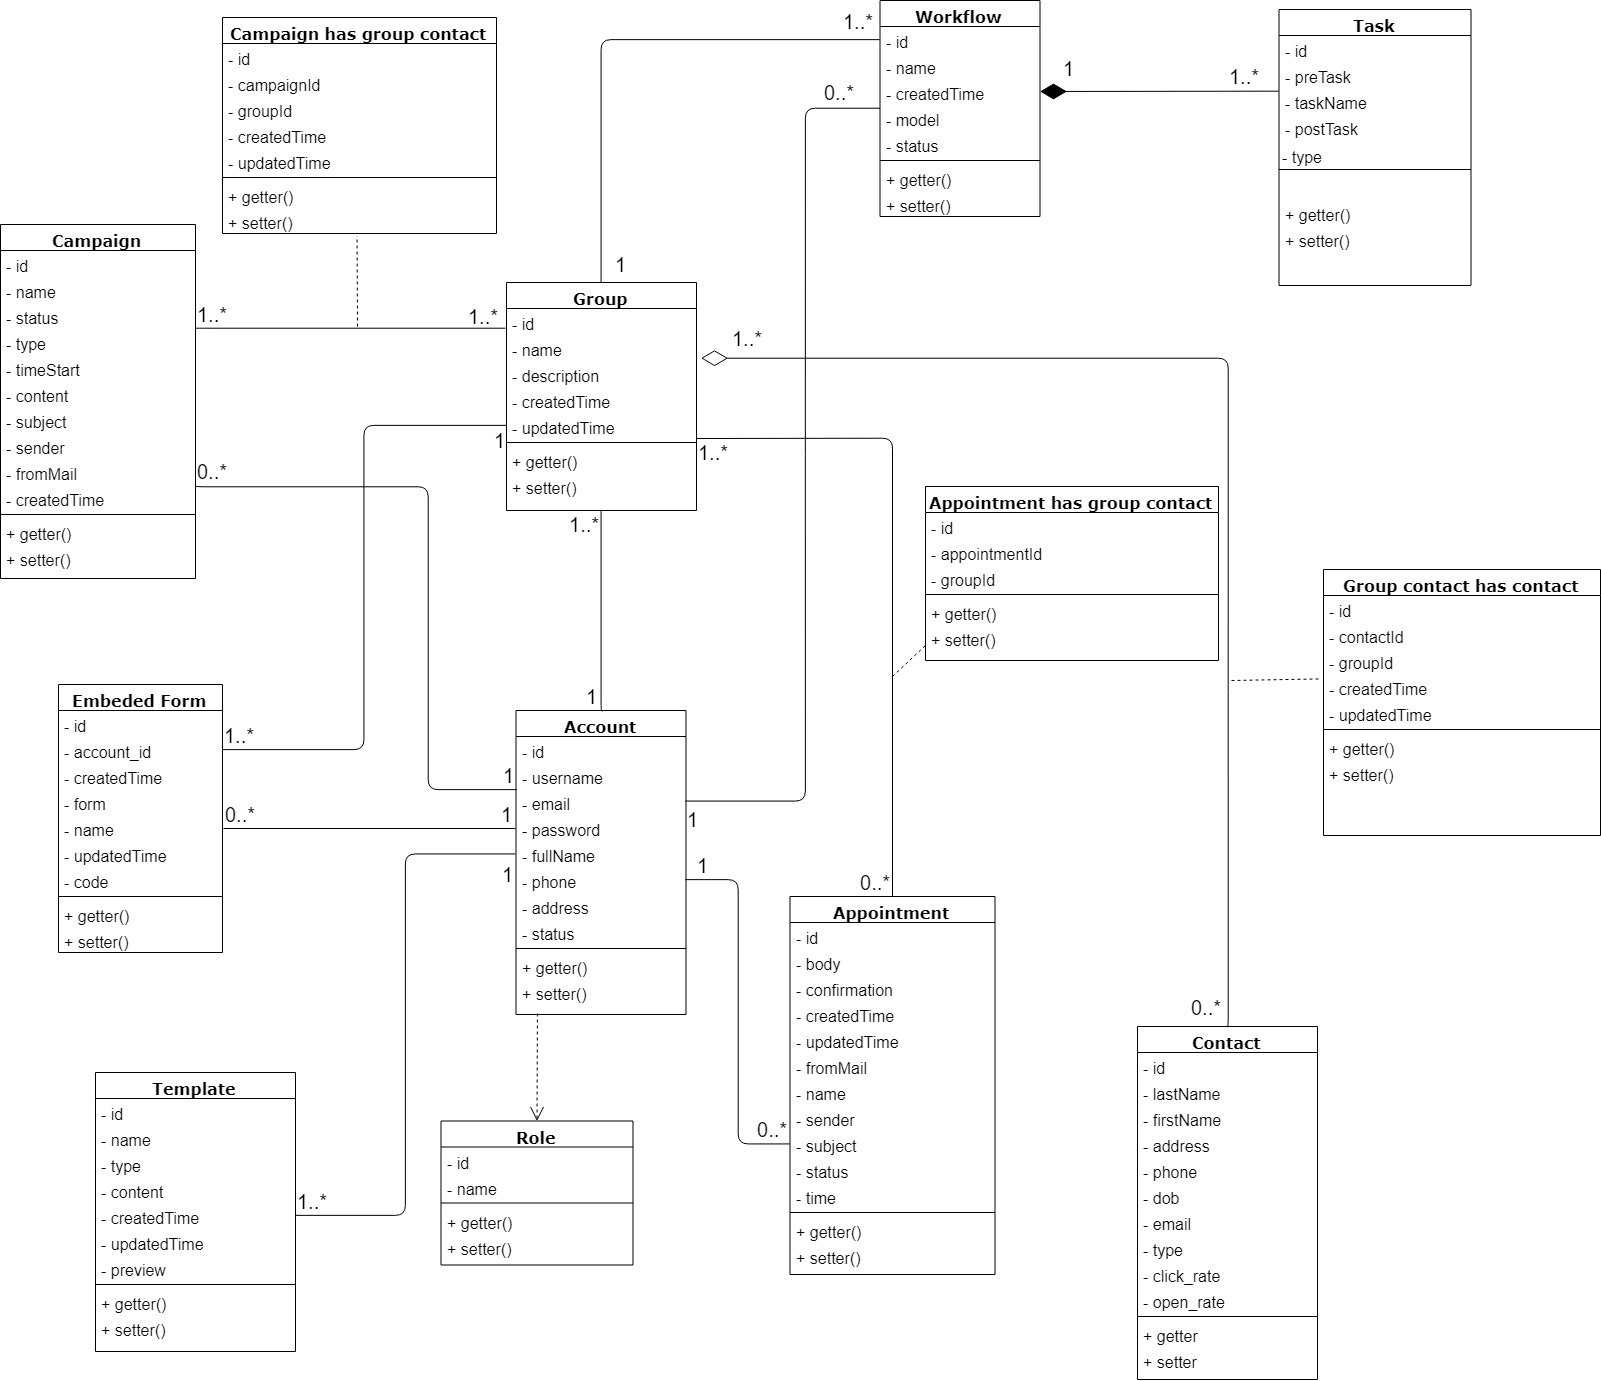 Campaign has group contact
- id
- campaignId
- groupId
- createdTime
- updatedTime
+ getter()
+ setter()
Workflow
- id
- name
- createdTime
- model
- status
+ getter()
+ setter()
Task
- id
- preTask
- taskName
- postTask
- type
+ getter()
+ setter()
1..*
0..*
1
1..*
1
Campaign
- id
- name
- status
- type
- timeStart
- content
- subject
- sender
- fromMail
- createdTime
+ getter()
+ setter()
1..*
1..*
0..*
Group
- id
- name
- description
- createdTime
- updatedTime
+ getter()
+ setter()
1..*
1
1..*
1..*
Appointment has group contact
- id
- appointmentId
- groupId
+ getter()
+ setter()
Group contact has contact
- id
- contactId
- groupId
- createdTime
- updatedTime
+ getter()
+ setter()
Embeded Form
- id
- account_id
- createdTime
- form
- name
- updatedTime
- code
+ getter()
+ setter()
1..*
0..*
1
1
1
1
1
1
Account
- id
- username
- email
- password
- fullName
- phone
- address
- status
+ getter()
+ setter()
0..*
Appointment
- id
- body
- confirmation
- createdTime
- updatedTime
- fromMail
- name
- sender
- subject
- status
- time
+ getter()
+ setter()
0..*
0..*
Contact
- id
- lastName
- firstName
- address
- phone
- dob
- email
- type
- click_rate
- open_rate
+ getter
+ setter
Template
- id
- name
- type
- content
- createdTime
- updatedTime
- preview
+ getter()
+ setter()
1..*
Role
- id
- name
+ getter()
+ setter()